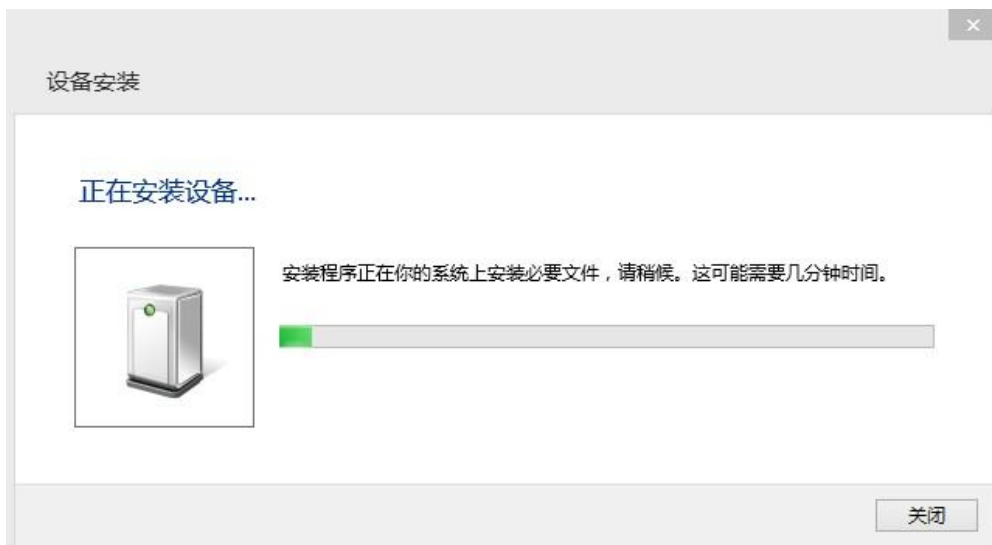 设备安装
正在安装设备...
安装程序正在你的系统上安装必要文件，请稍候。这可能需要几分钟时间。
关闭